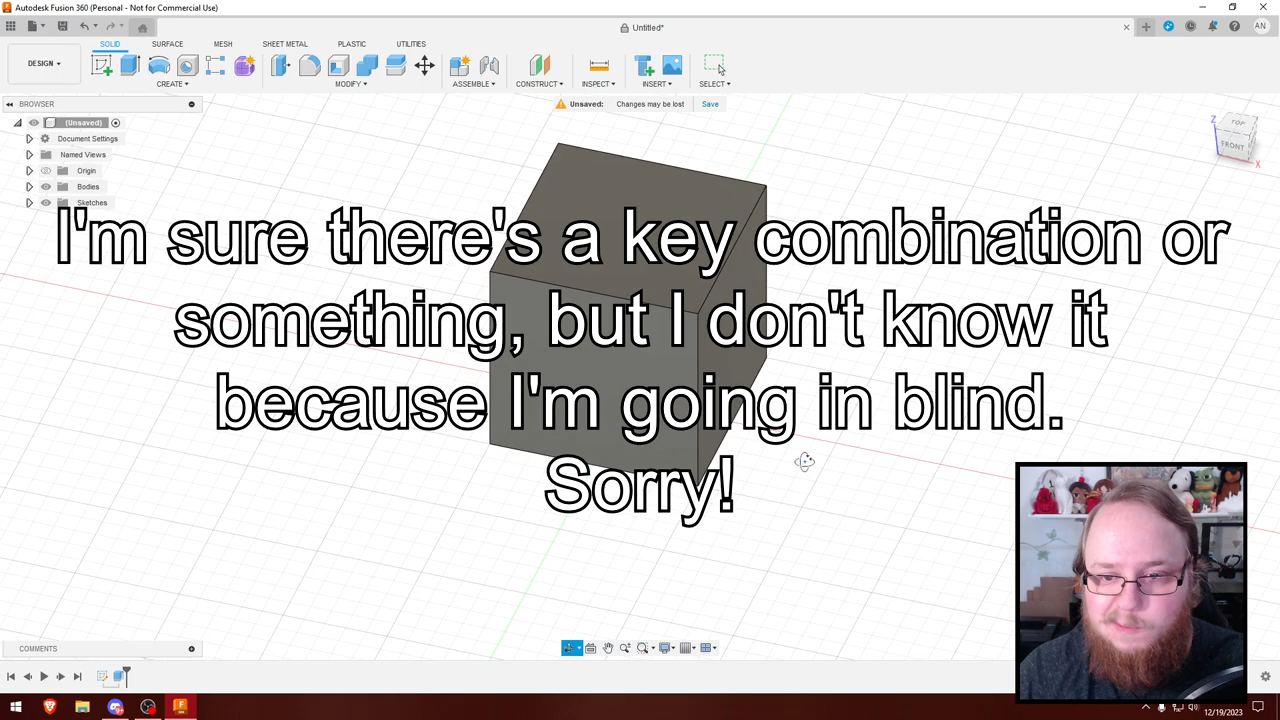 Autodesk Fusion 360 (Personal - Not for Commercial Use)
Untitled*
AN
DESIGN
SOLID
SURFACE
MESH
SHEET METAL
PLASTIC
UTILITIES
CREATE
MODIFY
ASSEMBLE
CONSTRUCT
INSPECT
INSERT
SELECT
BROWSER
Unsaved:
Changes may be lost
Save
(Unsaved)
Document Settings
Named Views
Origin
Bodies
Sketches
Z
TOP
FRONT
X
I'm sure there's a key combination or
something, but I don't know it
because I'm going in blind.
Sorry!
COMMENTS
12/19/2023